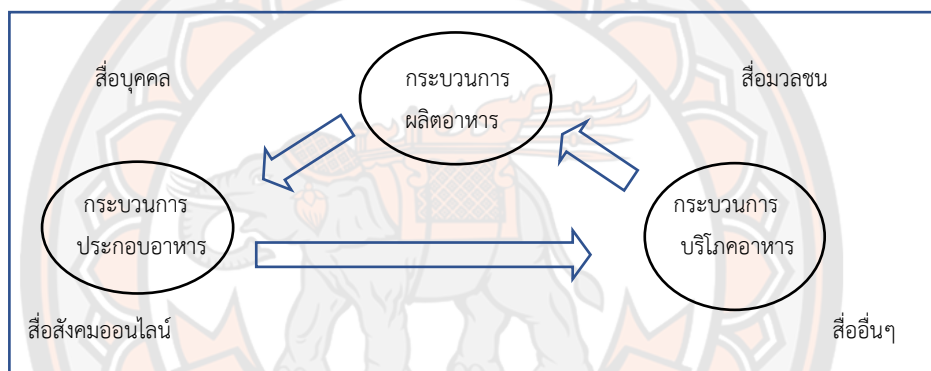 สื่อบุคคล
กระบวนการ
ผลิตอาหาร
สื่อมวลชน
กระบวนการ
ประกอบอาหาร
กระบวนการ
บริโภคอาหาร
สื่อสังคมออนไลน์
สื่ออื่นๆ